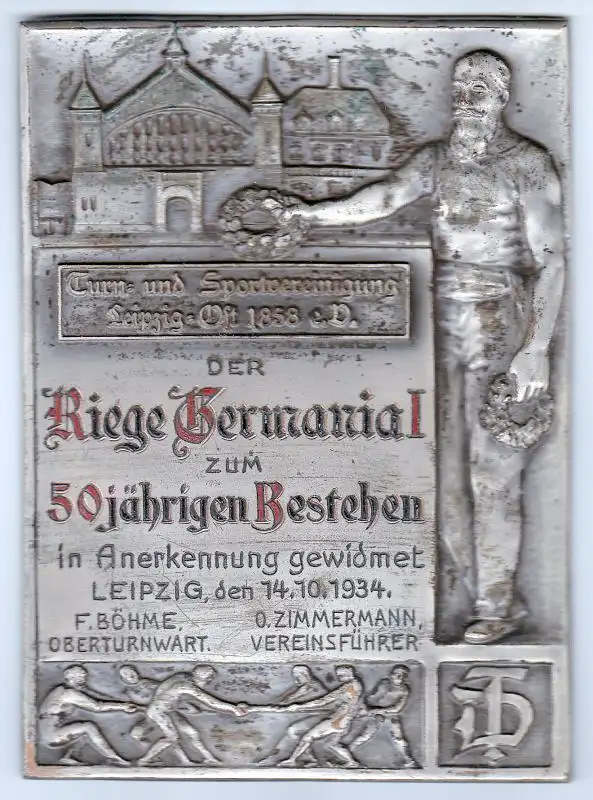 Turn- und Sportvereinigung
Leipzig-Ost 1858 e.V.
DER
Riege Germania I
ZUM
50jährigen Bestehen
in Anerkennung gewidmet
LEIPZIG, den 14.10.1934.
F. BÖHME, O. ZIMMERMANN,
OBERTURNWART. VEREINSFÜHRER